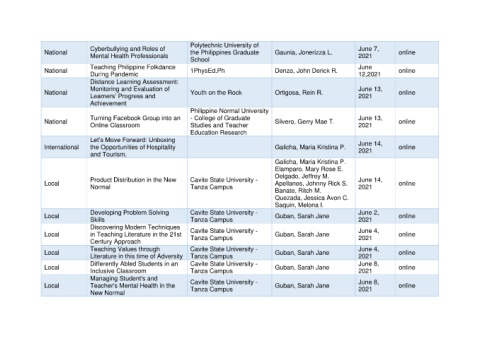 National
Cyberbullying and Roles of
Mental Health Professionals
Polytechnic University of
the Philippines Graduate
School
Gaunia, Jonerizza L.
June 7,
2021
online
National
Teaching Philippine Folkdance
During Pandemic
1PhysEd.Ph
Denzo, John Derick R.
June
12,2021
online
National
Distance Learning Assessment:
Monitoring and Evaluation of
Learners' Progress and
Achievement
Youth on the Rock
Ortigosa, Rein R.
June 13,
2021
online
National
Turning Facebook Group into an
Online Classroom
Philippine Normal University
- College of Graduate
Studies and Teacher
Education Research
Silvero, Gerry Mae T.
June 13,
2021
online
International
Let's Move Forward: Unboxing
the Opportunities of Hospitality
and Tourism.
Galicha, Maria Kristina P.
June 14,
2021
online
Local
Product Distribution in the New
Normal
Cavite State University -
Tanza Campus
Galicha, Maria Kristina P.
Elamparo, Mary Rose E.
Delgado, Jeffrey M.
Apellanos, Johnny Rick S.
Banate, Ritch M.
Quezada, Jessica Avon C.
Saquin, Melona I.
June 14,
2021
online
Local
Developing Problem Solving
Skills
Cavite State University -
Tanza Campus
Guban, Sarah Jane
June 2,
2021
online
Local
Discovering Modern Techniques
in Teaching Literature in the 21st
Century Approach
Cavite State University -
Tanza Campus
Guban, Sarah Jane
June 4,
2021
online
Local
Teaching Values through
Literature in this time of Adversity
Cavite State University -
Tanza Campus
Guban, Sarah Jane
June 4,
2021
online
Local
Differently Abled Students in an
Inclusive Classroom
Cavite State University -
Tanza Campus
Guban, Sarah Jane
June 8,
2021
online
Local
Managing Student's and
Teacher's Mental Health in the
New Normal
Cavite State University -
Tanza Campus
Guban, Sarah Jane
June 8,
2021
online